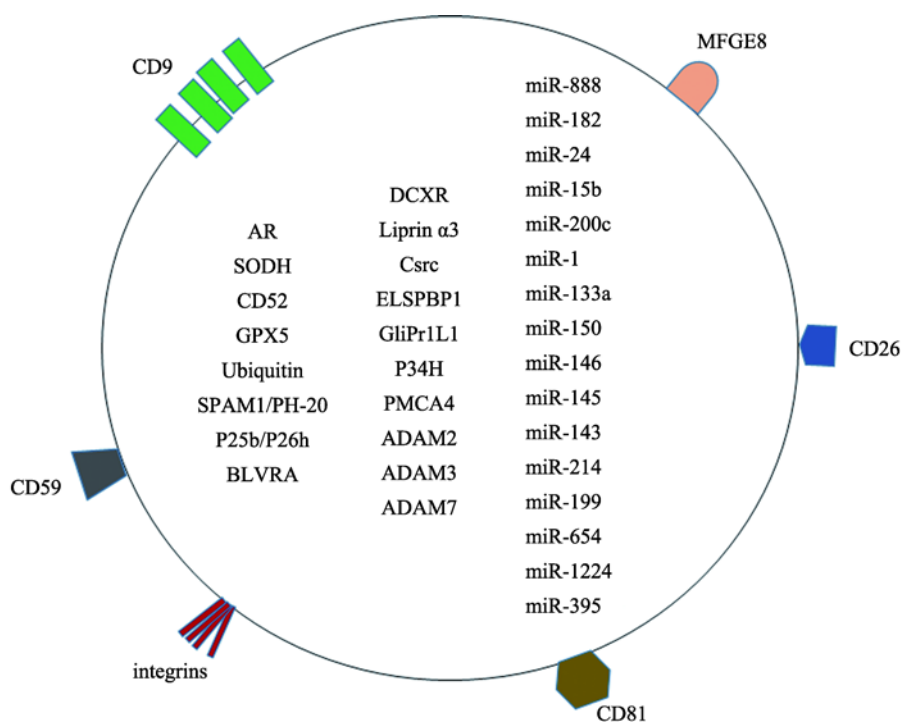 MFGE8
CD9
miR-888
miR-182
miR-24
miR-15b
miR-200c
miR-1
miR-133a
miR-150
miR-146
miR-145
miR-143
miR-214
miR-199
miR-654
miR-1224
miR-395
DCXR
Liprin α3
Csrc
ELSPBP1
GliPr1L1
P34H
PMCA4
ADAM2
ADAM3
ADAM7
AR
SODH
CD52
GPX5
Ubiquitin
SPAM1/PH-20
P25b/P26h
BLVRA
CD26
CD59
integrins
CD81